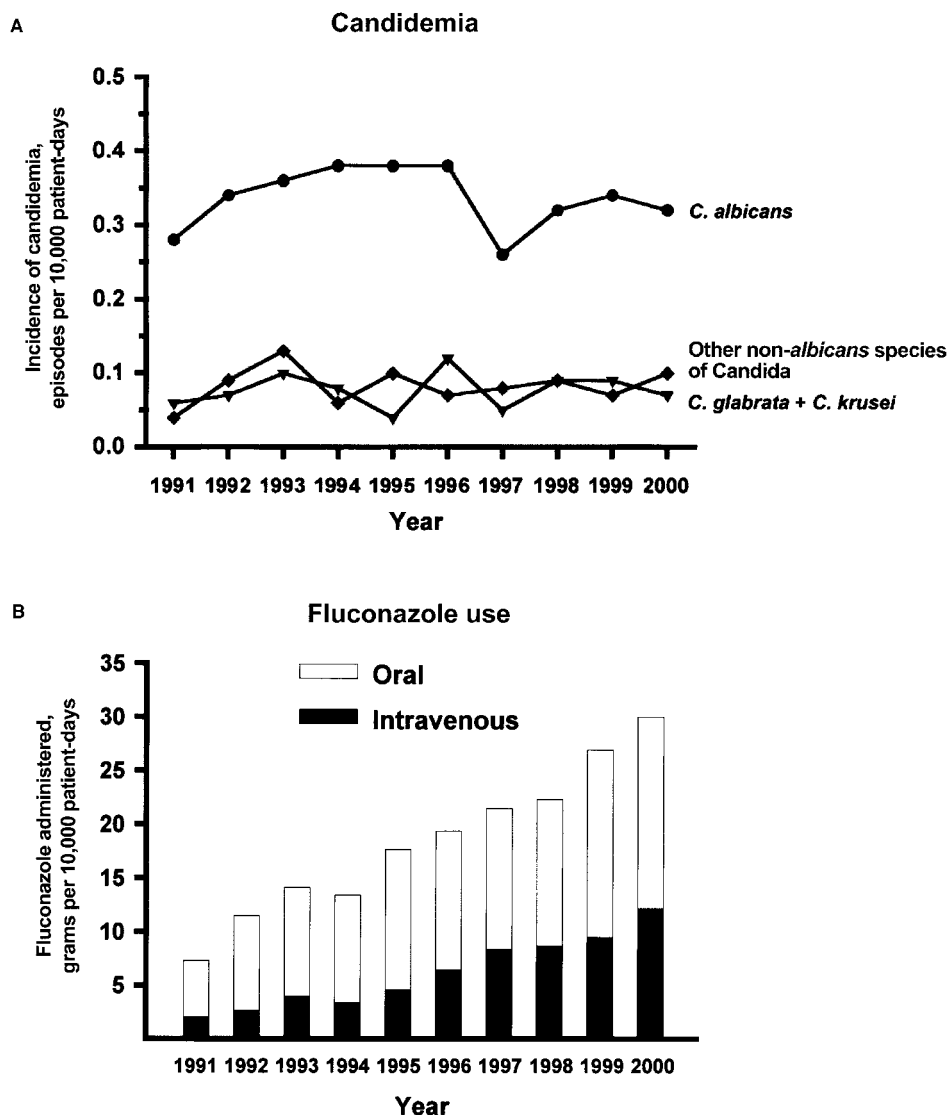 A
Candidemia
Incidence of candidemia,
episodes per 10,000 patient-days
0.5
0.4
0.3
0.2
0.1
0.0
C. albicans
Other non-albicans species
of Candida
C. glabrata + C. krusei
1991 1992 1993 1994 1995 1996 1997 1998 1999 2000
Year
B
Fluconazole use
Fluconazole administered,
grams per 10,000 patient-days
35
30
25
20
15
10
5
Oral
Intravenous
1991 1992 1993 1994 1995 1996 1997 1998 1999 2000
Year